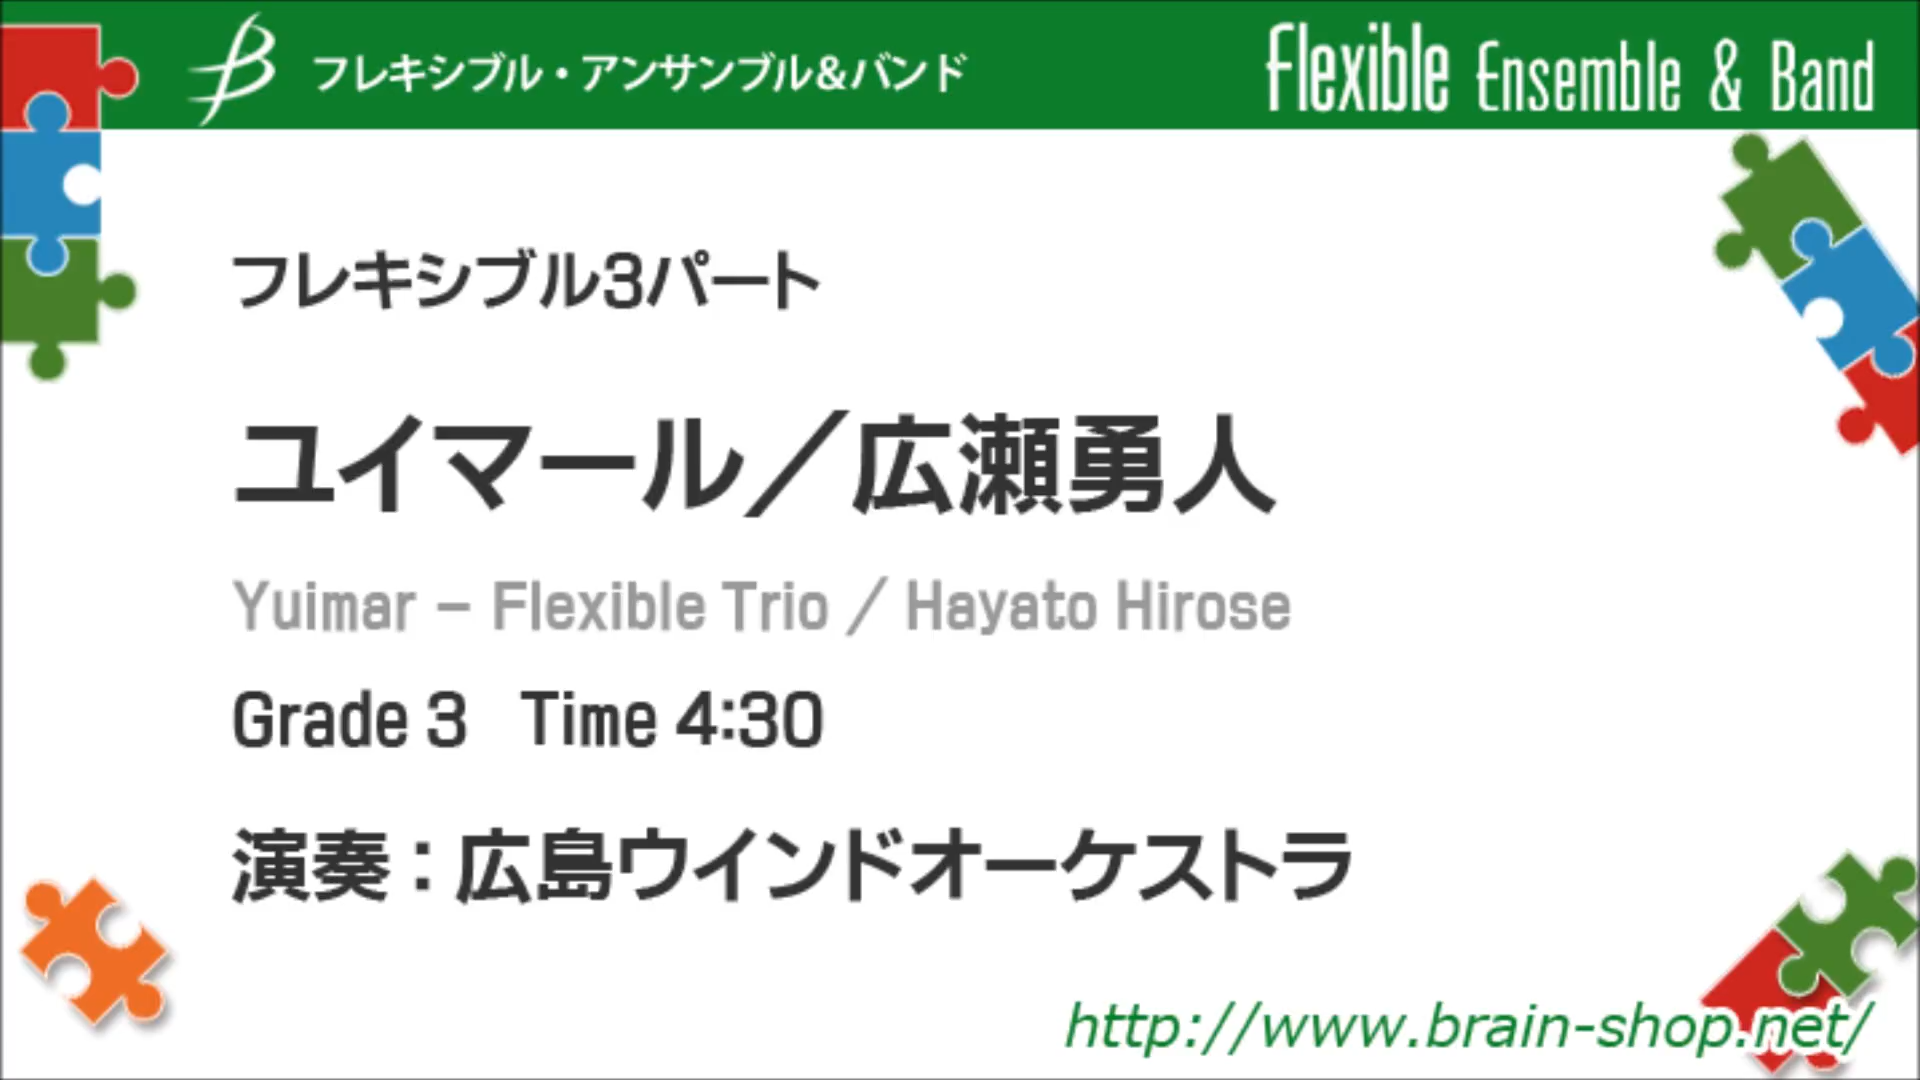 フレキシブル・アンサンブル&バンド
Flexible Ensemble & Band
フレキシブル3パート
ユイマール／広瀬勇人
Yuimar – Flexible Trio / Hayato Hirose
Grade 3 Time 4:30
演奏：広島ウインドオーケストラ
http://www.brain-shop.net/